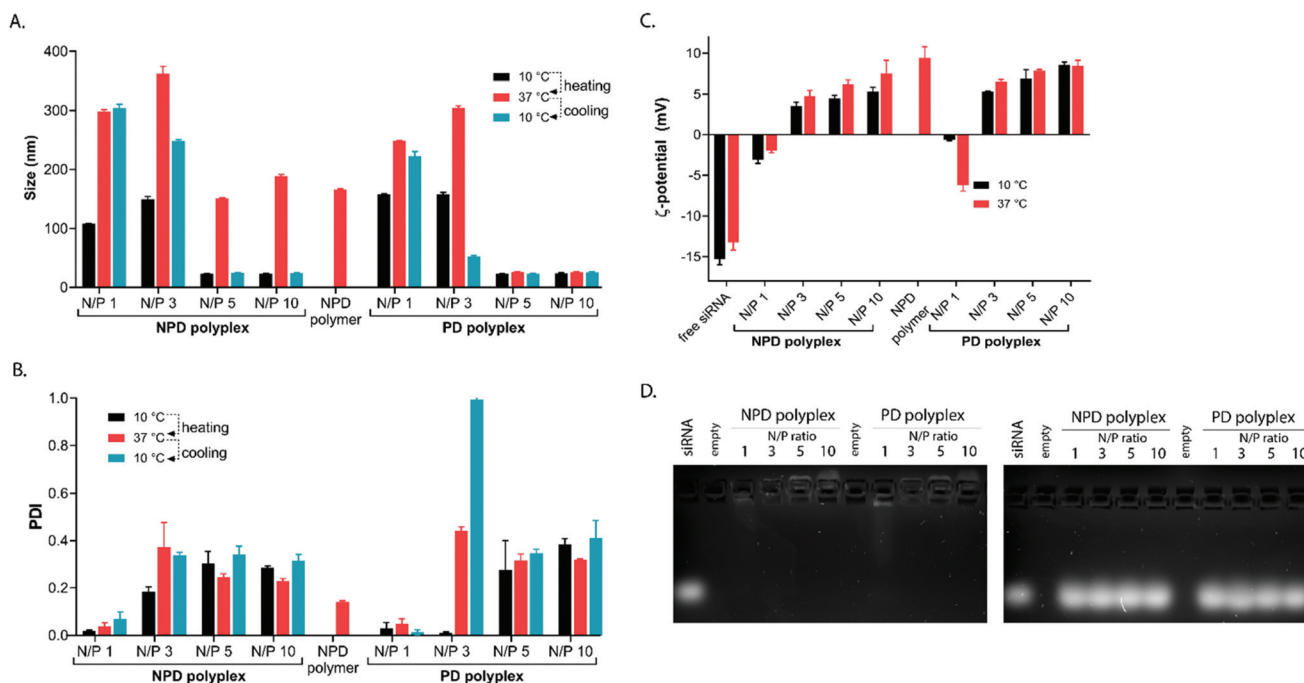 A.
400
300
200
100
0
Size (nm)
10 °C
37 °C
10 °C
heating
cooling
N/P 1
N/P 3
N/P 5
N/P 10
NPD
polymer
N/P 1
N/P 3
N/P 5
N/P 10
NPD polyplex
PD polyplex
B.
1.0
0.8
0.6
0.4
0.2
0.0
PDI
10 °C
37 °C
10 °C
heating
cooling
N/P 1
N/P 3
N/P 5
N/P 10
NPD
polymer
N/P 1
N/P 3
N/P 5
N/P 10
NPD polyplex
PD polyplex
C.
10
5
0
-5
-10
-15
ζ-potential (mV)
10 °C
37 °C
free siRNA
N/P 1
N/P 3
N/P 5
N/P 10
NPD
polymer
N/P 1
N/P 3
N/P 5
N/P 10
NPD polyplex
PD polyplex
D.
siRNA
empty
NPD polyplex
N/P ratio
1 3 5 10
empty
PD polyplex
N/P ratio
1 3 5 10
siRNA
empty
NPD polyplex
N/P ratio
1 3 5 10
empty
PD polyplex
N/P ratio
1 3 5 10